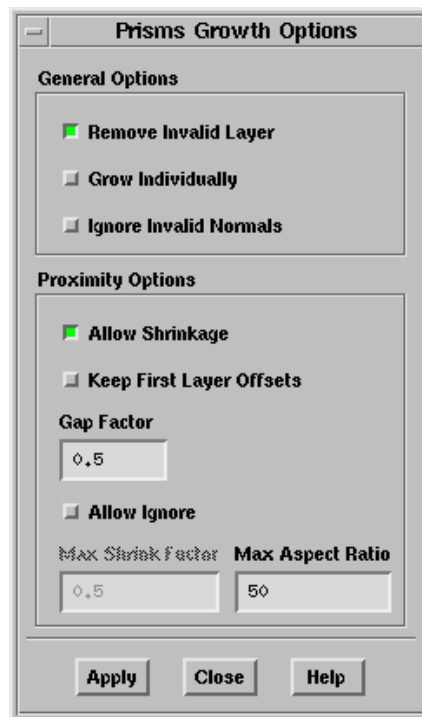 Prisms Growth Options
General Options
Remove Invalid Layer
Grow Individually
Ignore Invalid Normals
Proximity Options
Allow Shrinkage
Keep First Layer Offsets
Gap Factor
0.5
Allow Ignore
Max Shrink Factor Max Aspect Ratio
0.5 50
Apply Close Help